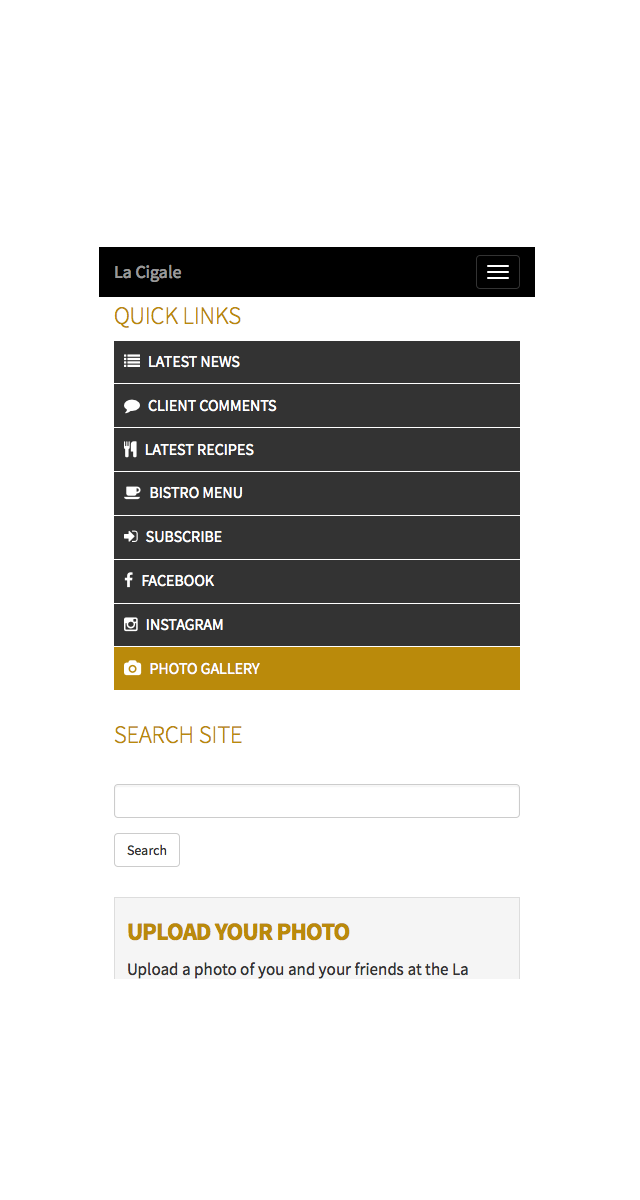 La Cigale
QUICK LINKS
LATEST NEWS
CLIENT COMMENTS
LATEST RECIPES
BISTRO MENU
SUBSCRIBE
FACEBOOK
INSTAGRAM
PHOTO GALLERY
SEARCH SITE
Search
UPLOAD YOUR PHOTO
Upload a photo of you and your friends at the La